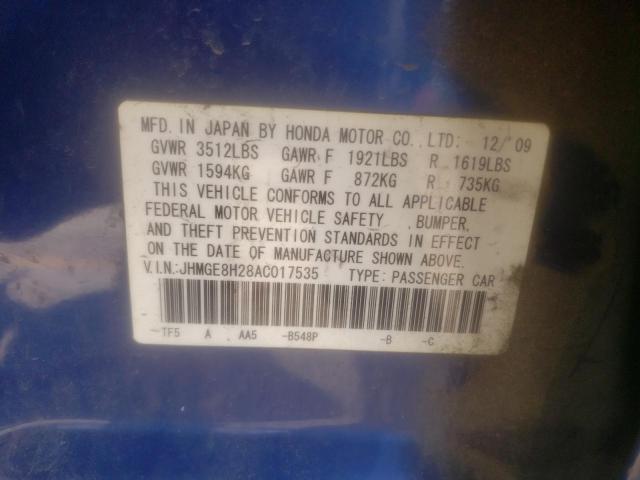 MFD. IN JAPAN BY HONDA MOTOR CO., LTD: 12/'09
GVWR 3512LBS GAWR F 1921LBS R 1619LBS
GVWR 1594KG GAWR F 872KG R 735KG
THIS VEHICLE CONFORMS TO ALL APPLICABLE
FEDERAL MOTOR VEHICLE SAFETY , BUMPER,
AND THEFT PREVENTION STANDARDS IN EFFECT
ON THE DATE OF MANUFACTURE SHOWN ABOVE.
V.I.N:JHMGE8H28AC017535 TYPE: PASSENGER CAR
-TF5 A AA5 -B548P -B -C